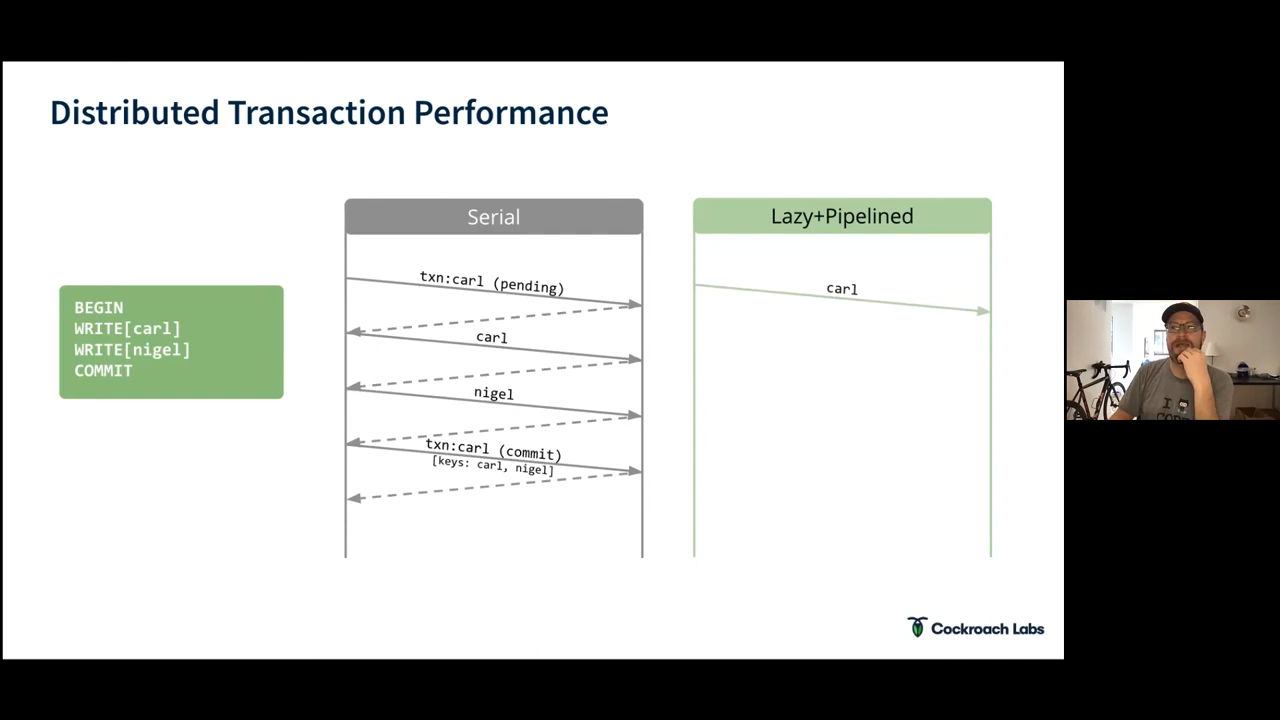 Distributed Transaction Performance
BEGIN
WRITE[carl]
WRITE[nigel]
COMMIT
Serial
txn:carl (pending)
carl
nigel
txn:carl (commit)
[keys: carl, nigel]
Lazy+Pipelined
carl
Cockroach Labs
I